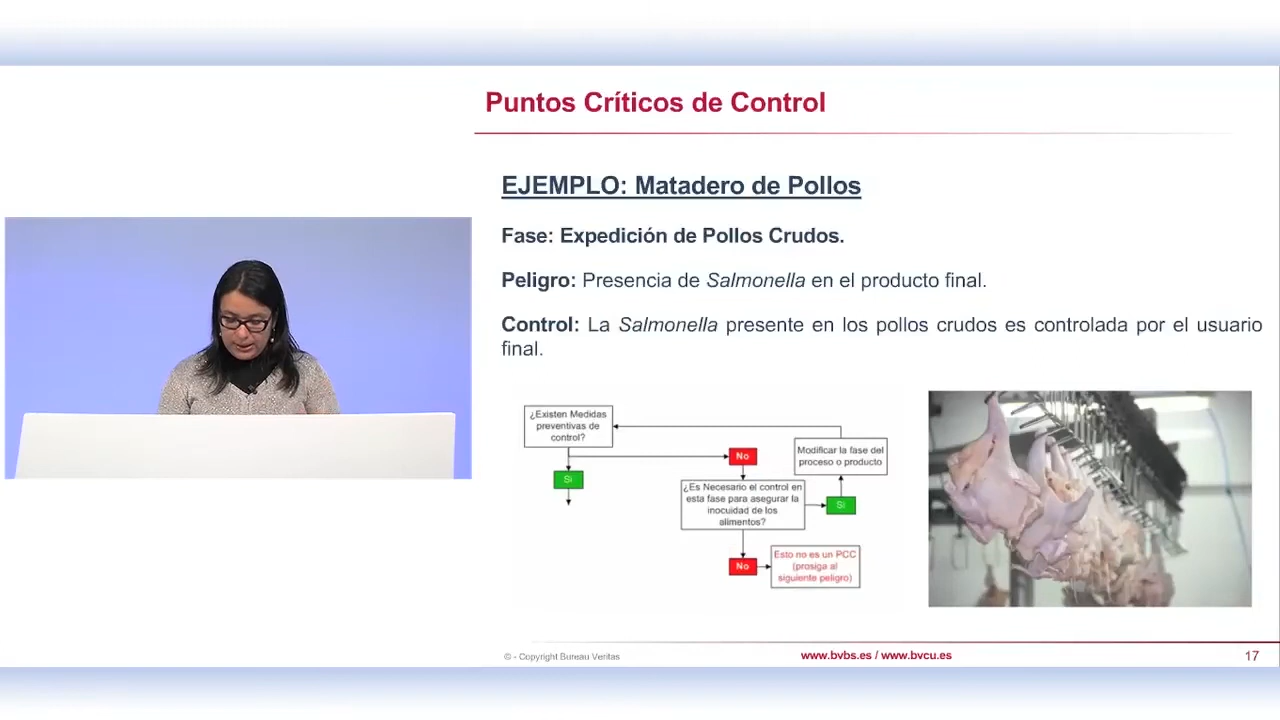 Puntos Críticos de Control
EJEMPLO: Matadero de Pollos
Fase: Expedición de Pollos Crudos.
Peligro: Presencia de Salmonella en el producto final.
Control: La Salmonella presente en los pollos crudos es controlada por el usuario
final.
¿Existen Medidas
preventivas de
control?
No
Modificar la fase del
proceso o producto
Si
¿Es Necesario el control en
esta fase para asegurar la
inocuidad de los
alimentos?
Si
No
Esto no es un PCC
(prosiga al
siguiente peligro)
© - Copyright Bureau Veritas
www.bvbs.es / www.bvcu.es
17